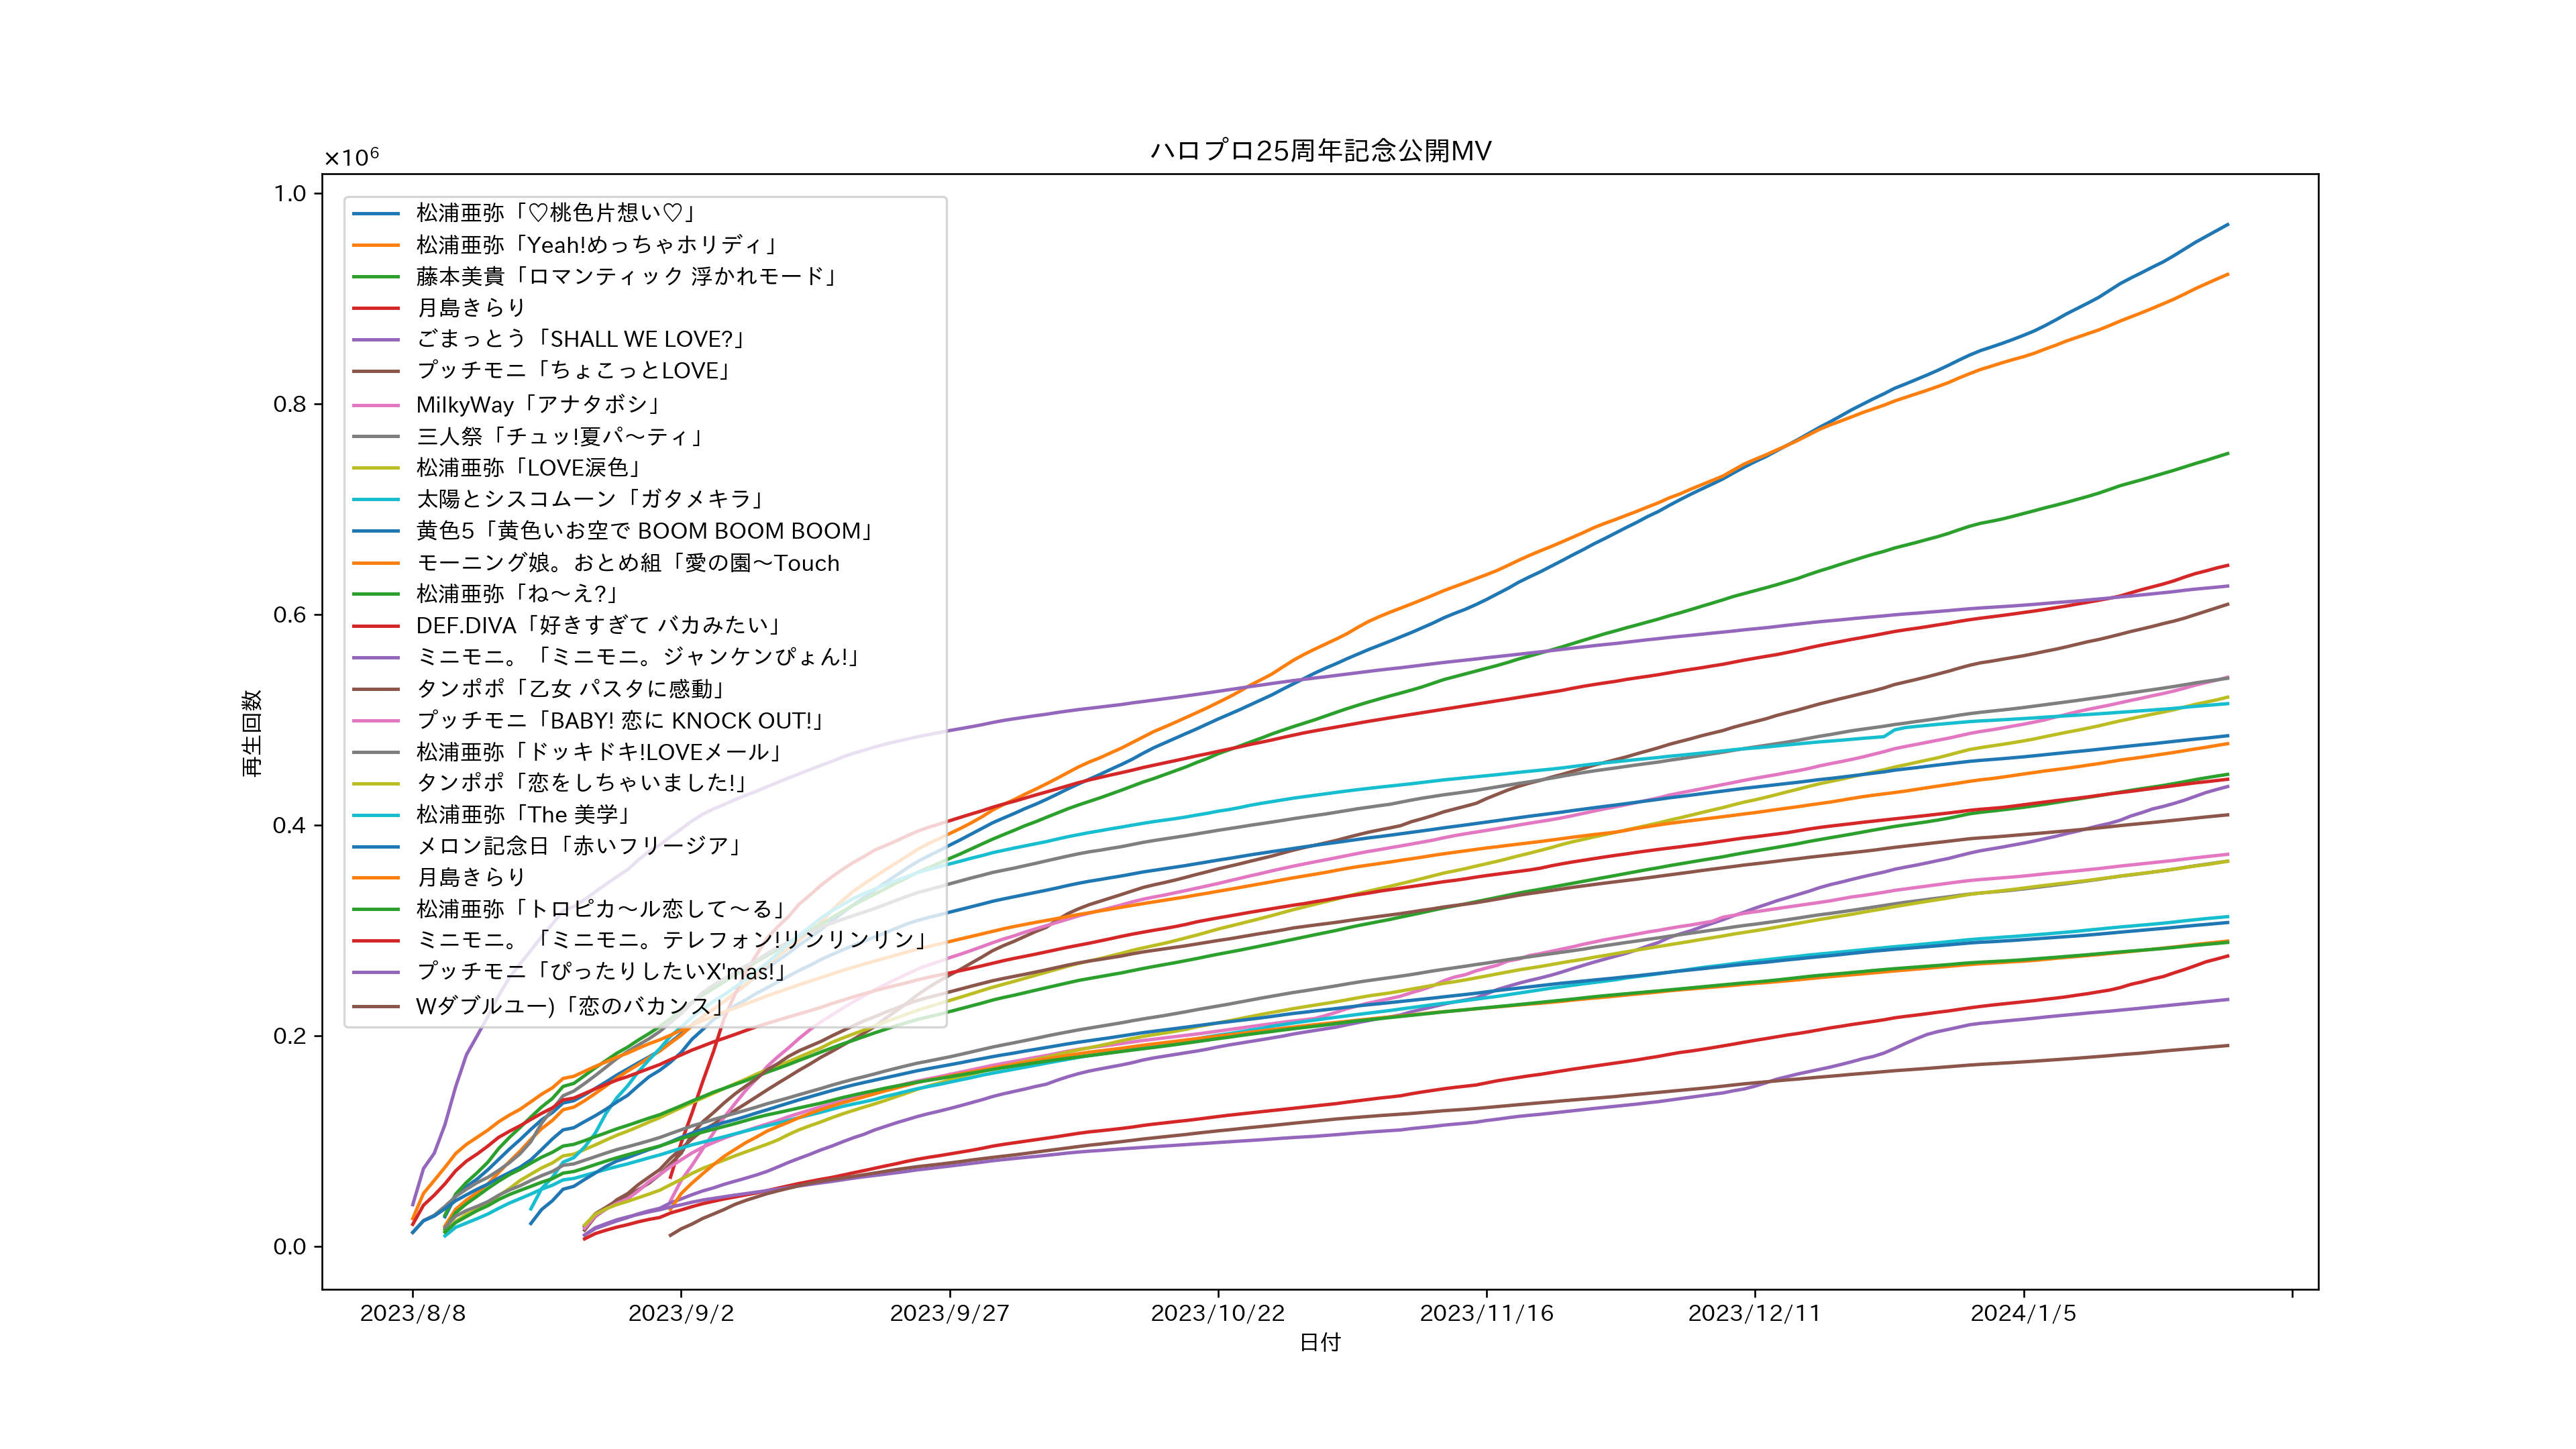 ハロプロ25周年記念公開MV
×10⁶
1.0
0.8
0.6
0.4
0.2
0.0
再生回数
松浦亜弥「♡桃色片想い♡」
松浦亜弥「Yeah!めっちゃホリディ」
藤本美貴「ロマンティック 浮かれモード」
月島きらり
ごまっとう「SHALL WE LOVE?」
プッチモニ「ちょこっとLOVE」
MilkyWay「アナタボシ」
三人祭「チュッ!夏パ〜ティ」
松浦亜弥「LOVE涙色」
太陽とシスコムーン「ガタメキラ」
黄色5「黄色いお空で BOOM BOOM BOOM」
モーニング娘。おとめ組「愛の園〜Touch
松浦亜弥「ね〜え?」
DEF.DIVA「好きすぎて バカみたい」
ミニモニ。「ミニモニ。ジャンケンぴょん!」
タンポポ「乙女 パスタに感動」
プッチモニ「BABY! 恋に KNOCK OUT!」
松浦亜弥「ドッキドキ!LOVEメール」
タンポポ「恋をしちゃいました!」
松浦亜弥「The 美学」
メロン記念日「赤いフリージア」
月島きらり
松浦亜弥「トロピカ〜ル恋して〜る」
ミニモニ。「ミニモニ。テレフォン!リンリンリン」
プッチモニ「ぴったりしたいX'mas!」
Wダブルユー)「恋のバカンス」
2023/8/8
2023/9/2
2023/9/27
2023/10/22
2023/11/16
2023/12/11
2024/1/5
日付